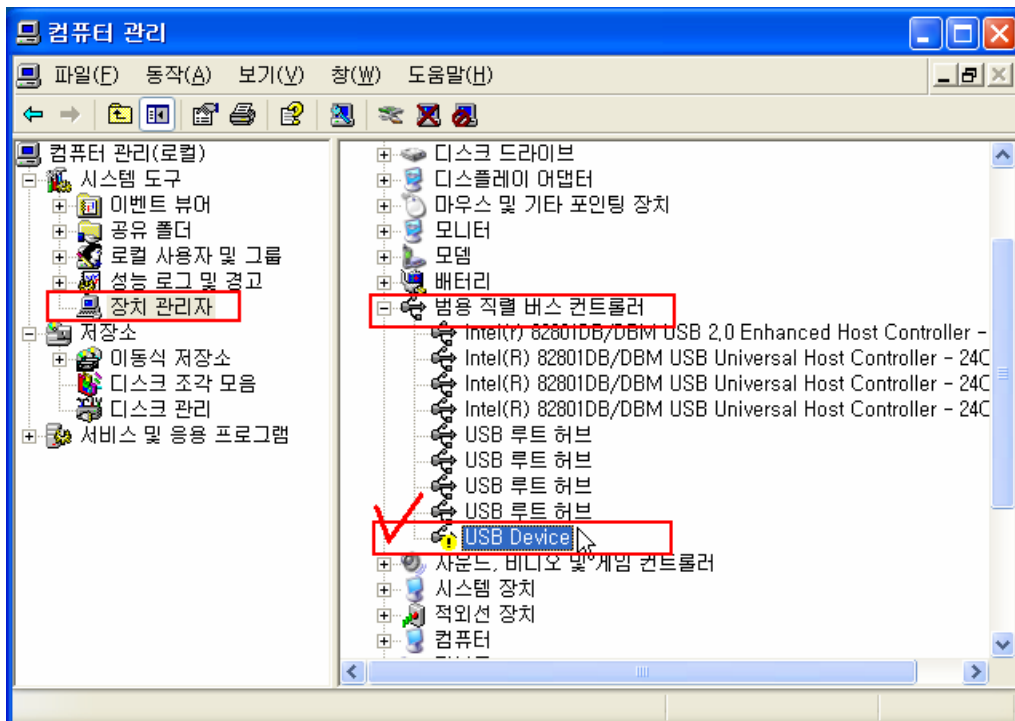 컴퓨터 관리
파일(F) 동작(A) 보기(V) 창(W) 도움말(H)
컴퓨터 관리(로컬)
시스템 도구
이벤트 뷰어
공유 폴더
로컬 사용자 및 그룹
성능 로그 및 경고
장치 관리자
저장소
이동식 저장소
디스크 조각 모음
디스크 관리
서비스 및 응용 프로그램
디스크 드라이브
디스플레이 어댑터
마우스 및 기타 포인팅 장치
모니터
모뎀
배터리
범용 직렬 버스 컨트롤러
Intel(r) 82801DB/DBM USB 2.0 Enhanced Host Controller -
Intel(R) 82801DB/DBM USB Universal Host Controller - 24C
Intel(R) 82801DB/DBM USB Universal Host Controller - 24C
Intel(R) 82801DB/DBM USB Universal Host Controller - 24C
USB 루트 허브
USB 루트 허브
USB 루트 허브
USB 루트 허브
USB Device
사운드, 비디오 및 게임 컨트롤러
시스템 장치
적외선 장치
컴퓨터